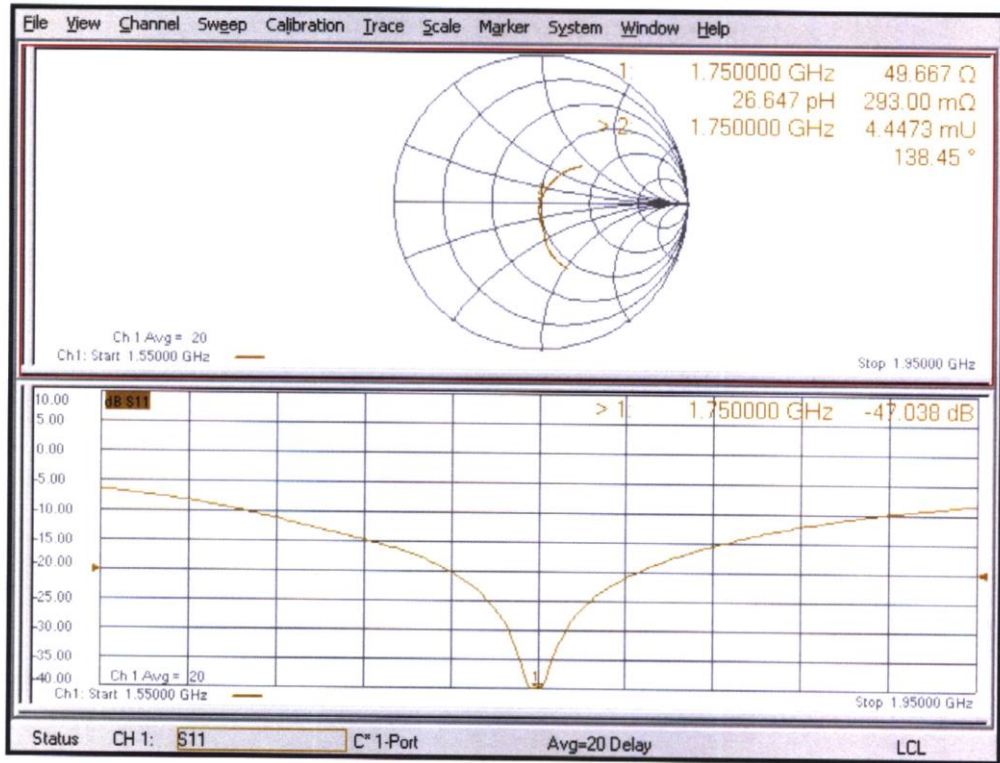 File View Channel Sweep Calibration Trace Scale Marker System Window Help
1: 1.750000 GHz 49.667 Ω
26.647 pH 293.00 mΩ
> 2: 1.750000 GHz 4.4473 mU
138.45 °
Ch 1 Avg = 20
Ch1: Start 1.55000 GHz Stop 1.95000 GHz
10.00 dB S11 > 1: 1.750000 GHz -47.038 dB
5.00
0.00
-5.00
-10.00
-15.00
-20.00
-25.00
-30.00
-35.00
-40.00 Ch 1 Avg = 20 1
Ch1: Start 1.55000 GHz Stop 1.95000 GHz
Status CH 1: S11 C* 1-Port Avg=20 Delay LCL